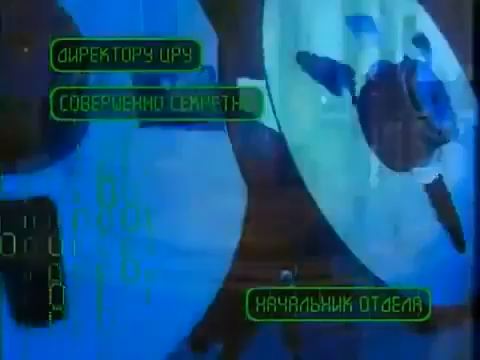 ДИРЕКТОРУ ЦРУ
СОВЕРШЕННО СЕКРЕТНО
НАЧАЛЬНИК ОТДЕЛА